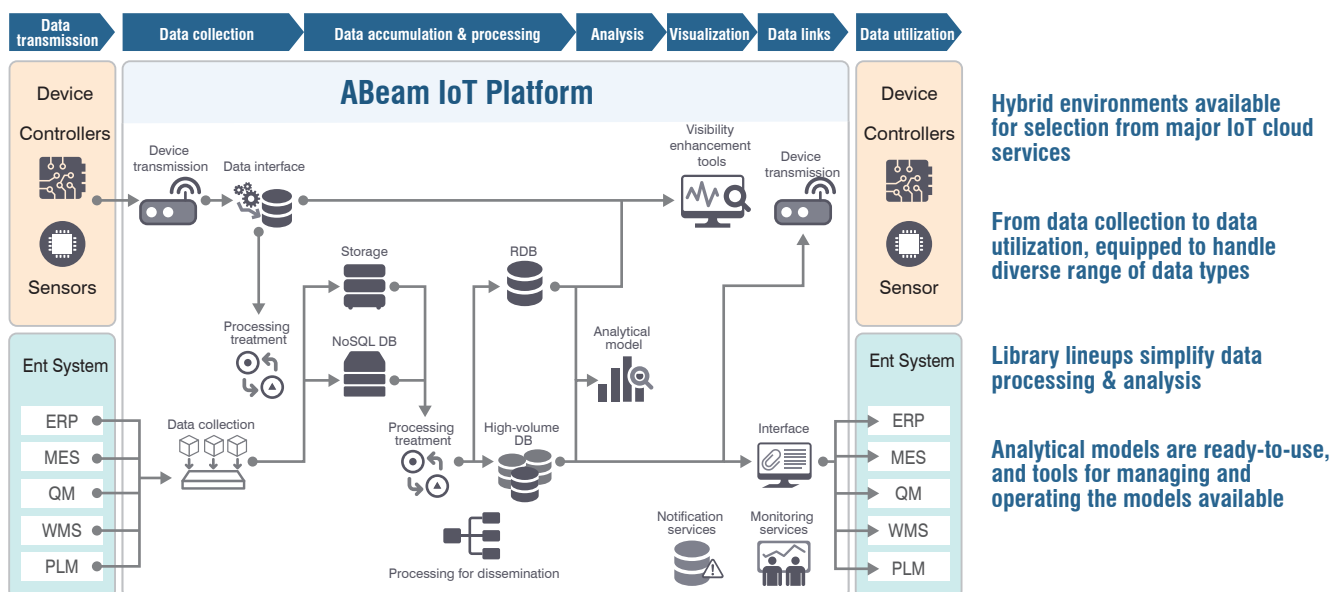 Data
transmission
Data collection
Data accumulation & processing
Analysis
Visualization
Data links
Data utilization
Device
Controllers
Sensors
Ent System
ERP
MES
QM
WMS
PLM
ABeam IoT Platform
Device
transmission
Data interface
Processing
treatment
Data collection
Storage
NoSQL DB
Processing
treatment
RDB
High-volume
DB
Processing for dissemination
Analytical
model
Visibility
enhancement
tools
Device
transmission
Interface
Notification
services
Monitoring
services
Device
Controllers
Sensor
Ent System
ERP
MES
QM
WMS
PLM
Hybrid environments available
for selection from major IoT cloud
services
From data collection to data
utilization, equipped to handle
diverse range of data types
Library lineups simplify data
processing & analysis
Analytical models are ready-to-use,
and tools for managing and
operating the models available